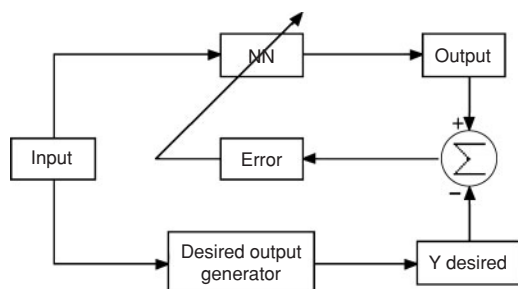 NN
Output
+
Input
Error
Σ
-
Desired output
generator
Y desired